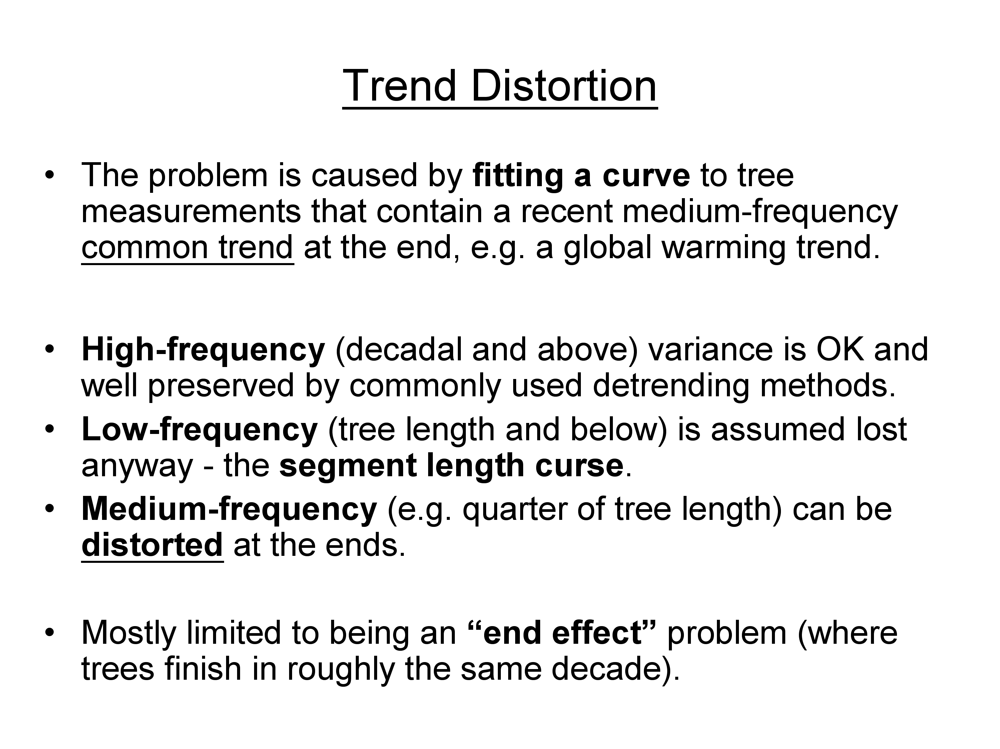 Trend Distortion
• The problem is caused by fitting a curve to tree
measurements that contain a recent medium-frequency
common trend at the end, e.g. a global warming trend.
• High-frequency (decadal and above) variance is OK and
well preserved by commonly used detrending methods.
• Low-frequency (tree length and below) is assumed lost
anyway - the segment length curse.
• Medium-frequency (e.g. quarter of tree length) can be
distorted at the ends.
• Mostly limited to being an “end effect” problem (where
trees finish in roughly the same decade).